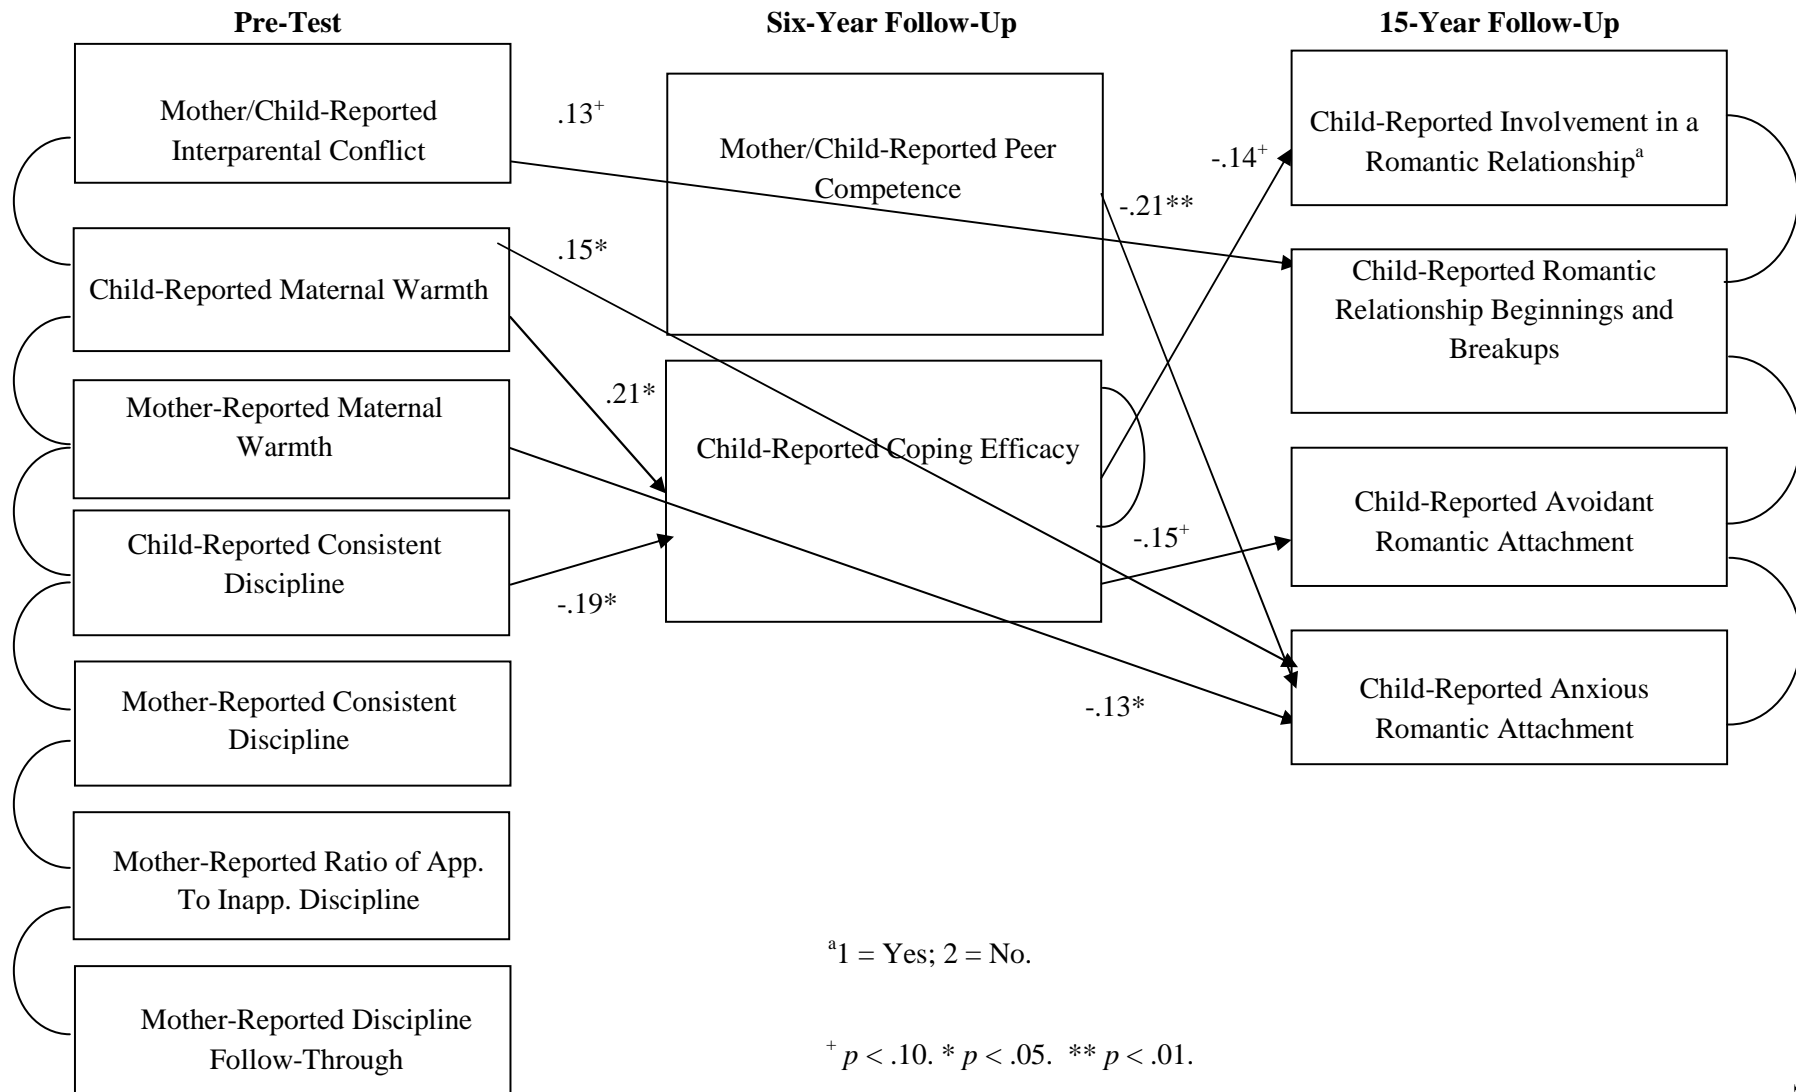 Pre-Test
Six-Year Follow-Up
15-Year Follow-Up
Mother/Child-Reported
Interparental Conflict
Child-Reported Maternal Warmth
Mother-Reported Maternal
Warmth
Child-Reported Consistent
Discipline
Mother-Reported Consistent
Discipline
Mother-Reported Ratio of App.
To Inapp. Discipline
Mother-Reported Discipline
Follow-Through
.13⁺
.15*
.21*
-.19*
Mother/Child-Reported Peer
Competence
Child-Reported Coping Efficacy
-.14⁺
-.21**
-.15⁺
-.13*
Child-Reported Involvement in a
Romantic Relationshipᵃ
Child-Reported Romantic
Relationship Beginnings and
Breakups
Child-Reported Avoidant
Romantic Attachment
Child-Reported Anxious
Romantic Attachment
ᵃ1 = Yes; 2 = No.
⁺ p < .10. * p < .05. ** p < .01.